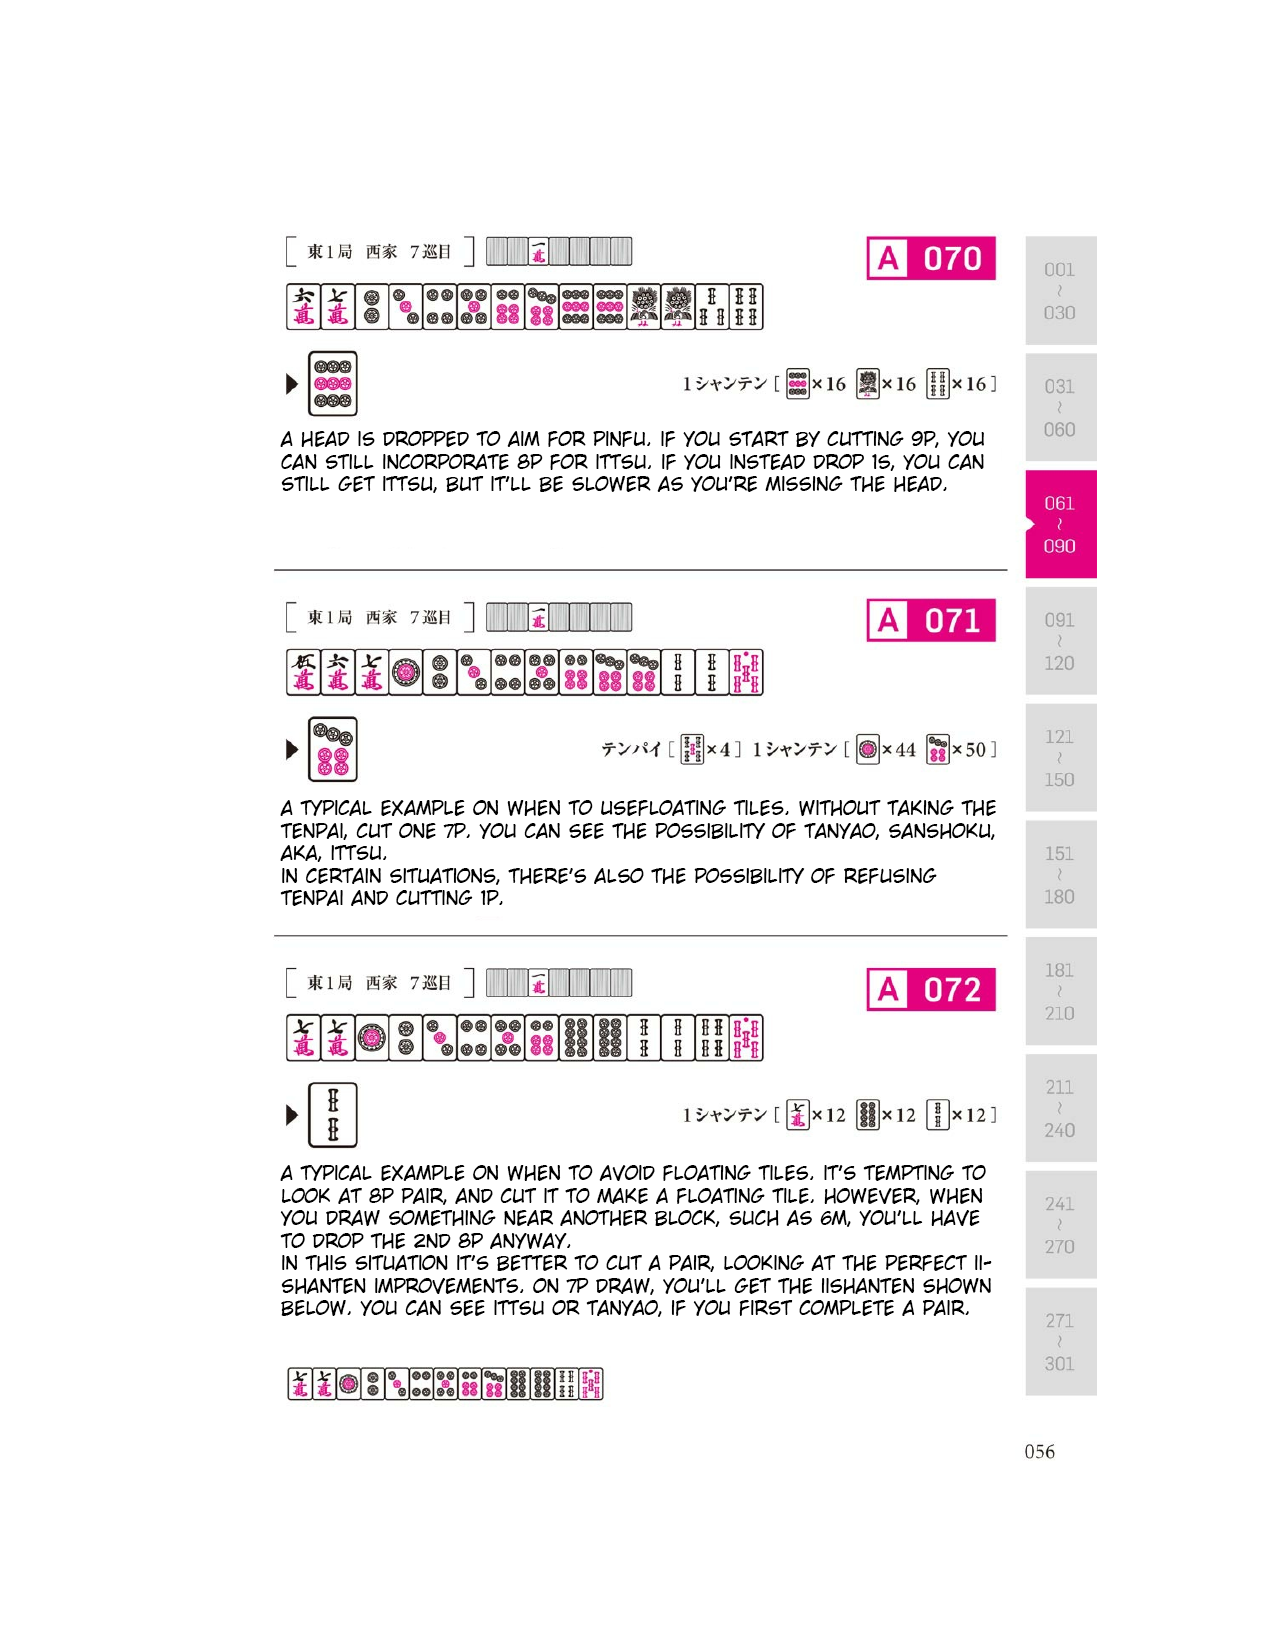 [ 東1局 西家 7巡目 ]
A 070
1シャンテン [ ×16 ×16 ×16 ]
A HEAD IS DROPPED TO AIM FOR PINFU. IF YOU START BY CUTTING 9P, YOU
CAN STILL INCORPORATE 8P FOR ITTSU. IF YOU INSTEAD DROP 1S, YOU CAN
STILL GET ITTSU, BUT IT'LL BE SLOWER AS YOU'RE MISSING THE HEAD.
[ 東1局 西家 7巡目 ]
A 071
テンパイ [ ×4 ] 1シャンテン [ ×44 ×50 ]
A TYPICAL EXAMPLE ON WHEN TO USEFLOATING TILES. WITHOUT TAKING THE
TENPAI, CUT ONE 7P. YOU CAN SEE THE POSSIBILITY OF TANYAO, SANSHOKU,
AKA, ITTSU.
IN CERTAIN SITUATIONS, THERE'S ALSO THE POSSIBILITY OF REFUSING
TENPAI AND CUTTING 1P.
[ 東1局 西家 7巡目 ]
A 072
1シャンテン [ ×12 ×12 ×12 ]
A TYPICAL EXAMPLE ON WHEN TO AVOID FLOATING TILES. IT'S TEMPTING TO
LOOK AT 8P PAIR, AND CUT IT TO MAKE A FLOATING TILE. HOWEVER, WHEN
YOU DRAW SOMETHING NEAR ANOTHER BLOCK, SUCH AS 6M, YOU'LL HAVE
TO DROP THE 2ND 8P ANYWAY.
IN THIS SITUATION IT'S BETTER TO CUT A PAIR, LOOKING AT THE PERFECT II-
SHANTEN IMPROVEMENTS. ON 7P DRAW, YOU'LL GET THE IISHANTEN SHOWN
BELOW. YOU CAN SEE ITTSU OR TANYAO, IF YOU FIRST COMPLETE A PAIR.
001
~
030
031
~
060
061
~
090
091
~
120
121
~
150
151
~
180
181
~
210
211
~
240
241
~
270
271
~
301
056